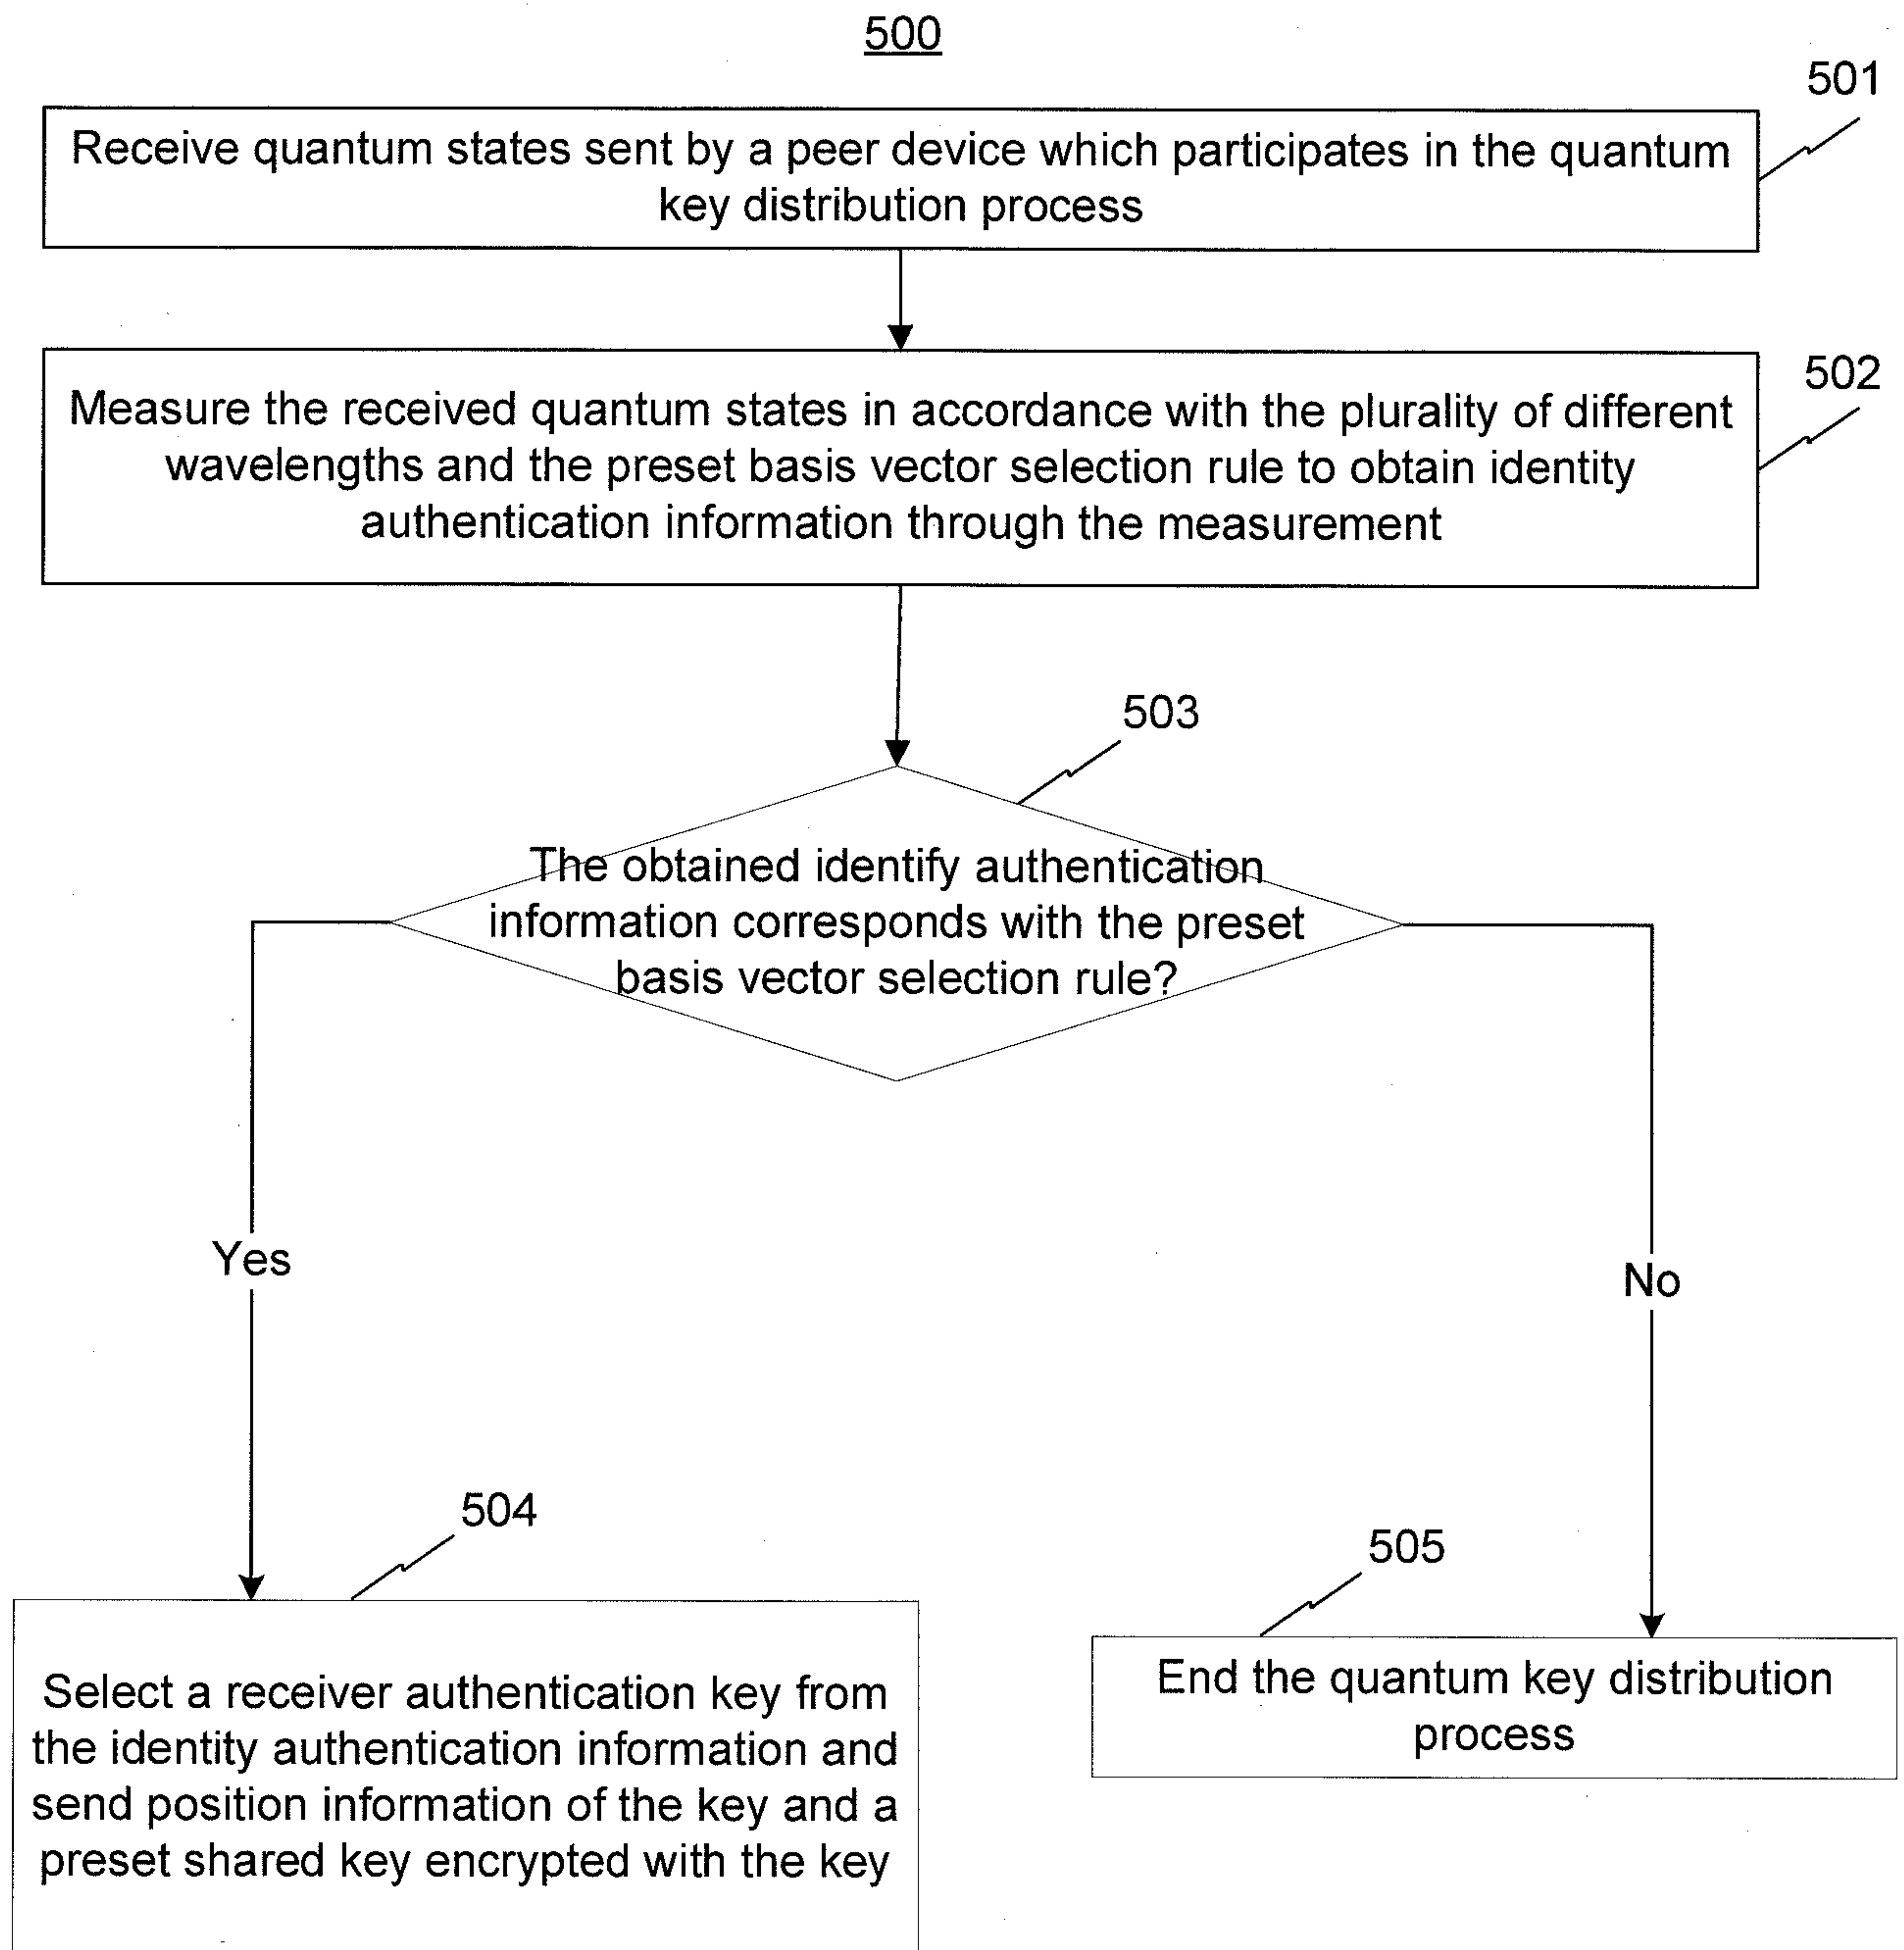 500
501
Receive quantum states sent by a peer device which participates in the quantum
key distribution process
502
Measure the received quantum states in accordance with the plurality of different
wavelengths and the preset basis vector selection rule to obtain identity
authentication information through the measurement
503
The obtained identify authentication
information corresponds with the preset
basis vector selection rule?
Yes
No
504
505
Select a receiver authentication key from
the identity authentication information and
send position information of the key and a
preset shared key encrypted with the key
End the quantum key distribution
process